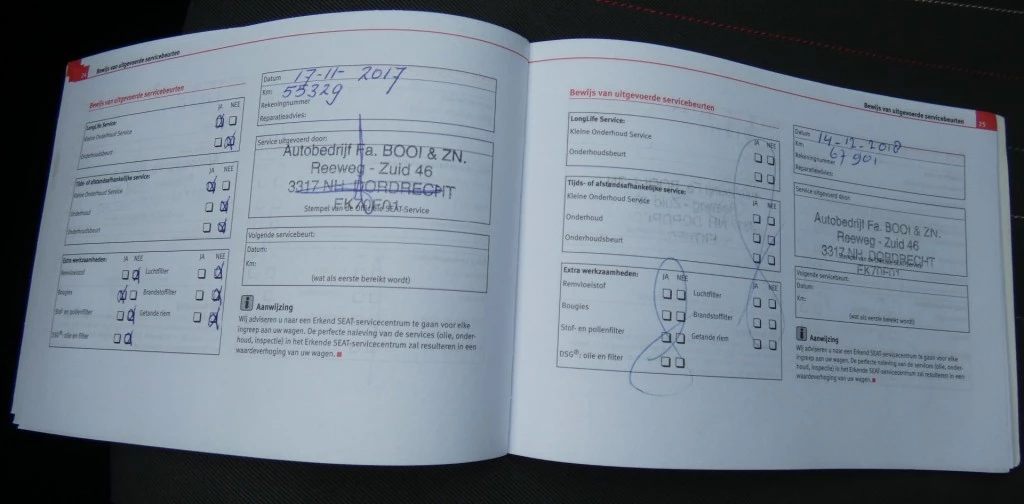 24 Bewijs van uitgevoerde servicebeurten
Bewijs van uitgevoerde servicebeurten
JA NEE
LongLife Service:
Kleine Onderhoud Service
Onderhoudsbeurt
JA NEE
Tijds- of afstandsafhankelijke service:
Kleine Onderhoud Service
Onderhoud
Onderhoudsbeurt
Extra werkzaamheden: JA NEE JA NEE
Remvloeistof Luchtfilter
Bougies Brandstoffilter
Stof- en pollenfilter Getande riem
DSG®: olie en filter
Datum 17-11-2017
Km: 55329
Rekeningnummer
Reparatieadvies:
Service uitgevoerd door:
Autobedrijf Fa. BOOI & ZN.
Reeweg - Zuid 46
3317 NH DORDRECHT
EK70F01
Stempel van de officiële SEAT-Service
Volgende servicebeurt:
Datum:
Km:
(wat als eerste bereikt wordt)
i Aanwijzing
Wij adviseren u naar een Erkend SEAT-servicecentrum te gaan voor elke
ingreep aan uw wagen. De perfecte naleving van de services (olie, onder-
houd, inspectie) in het Erkende SEAT-servicecentrum zal resulteren in een
waardeverhoging van uw wagen.
Bewijs van uitgevoerde servicebeurten 25
Bewijs van uitgevoerde servicebeurten
LongLife Service:
JA NEE
Kleine Onderhoud Service
Onderhoudsbeurt
Tijds- of afstandsafhankelijke service:
JA NEE
Kleine Onderhoud Service
Onderhoud
Onderhoudsbeurt
Extra werkzaamheden: JA NEE JA NEE
Remvloeistof Luchtfilter
Bougies Brandstoffilter
Stof- en pollenfilter Getande riem
DSG®: olie en filter
Datum 14-12-2018
Km: 67901
Rekeningnummer
Reparatieadvies:
Service uitgevoerd door:
Autobedrijf Fa. BOOI & ZN.
Reeweg - Zuid 46
3317 NH DORDRECHT
EK70F01
Volgende servicebeurt:
Datum:
Km:
(wat als eerste bereikt wordt)
i Aanwijzing
Wij adviseren u naar een Erkend SEAT-servicecentrum te gaan voor elke
ingreep aan uw wagen. De perfecte naleving van de services (olie, onder-
houd, inspectie) in het Erkende SEAT-servicecentrum zal resulteren in een
waardeverhoging van uw wagen.